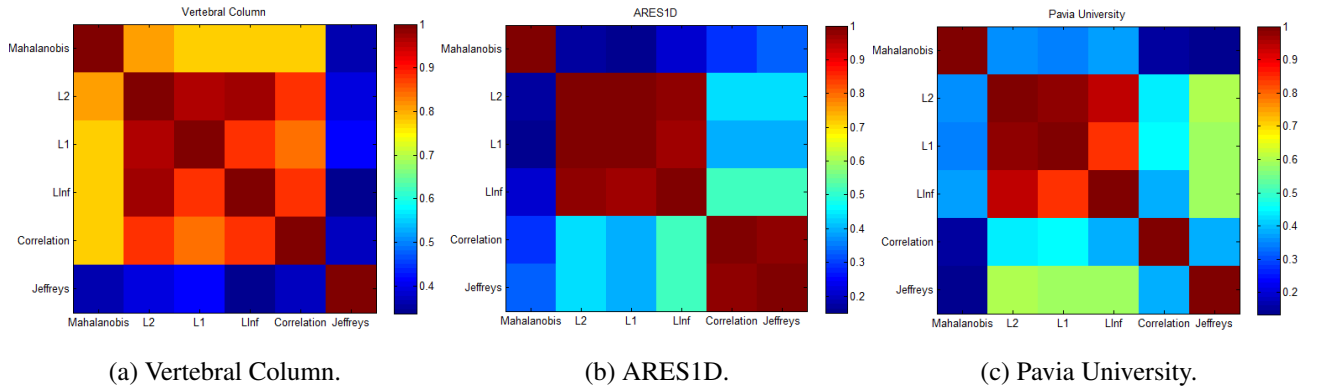 Vertebral Column
Mahalanobis
L2
L1
LInf
Correlation
Jeffreys
Mahalanobis L2 L1 LInf Correlation Jeffreys
1
0.9
0.8
0.7
0.6
0.5
0.4
(a) Vertebral Column.
ARES1D
Mahalanobis
L2
L1
LInf
Correlation
Jeffreys
Mahalanobis L2 L1 LInf Correlation Jeffreys
1
0.9
0.8
0.7
0.6
0.5
0.4
0.3
0.2
(b) ARES1D.
Pavia University
Mahalanobis
L2
L1
LInf
Correlation
Jeffreys
Mahalanobis L2 L1 LInf Correlation Jeffreys
1
0.9
0.8
0.7
0.6
0.5
0.4
0.3
0.2
(c) Pavia University.